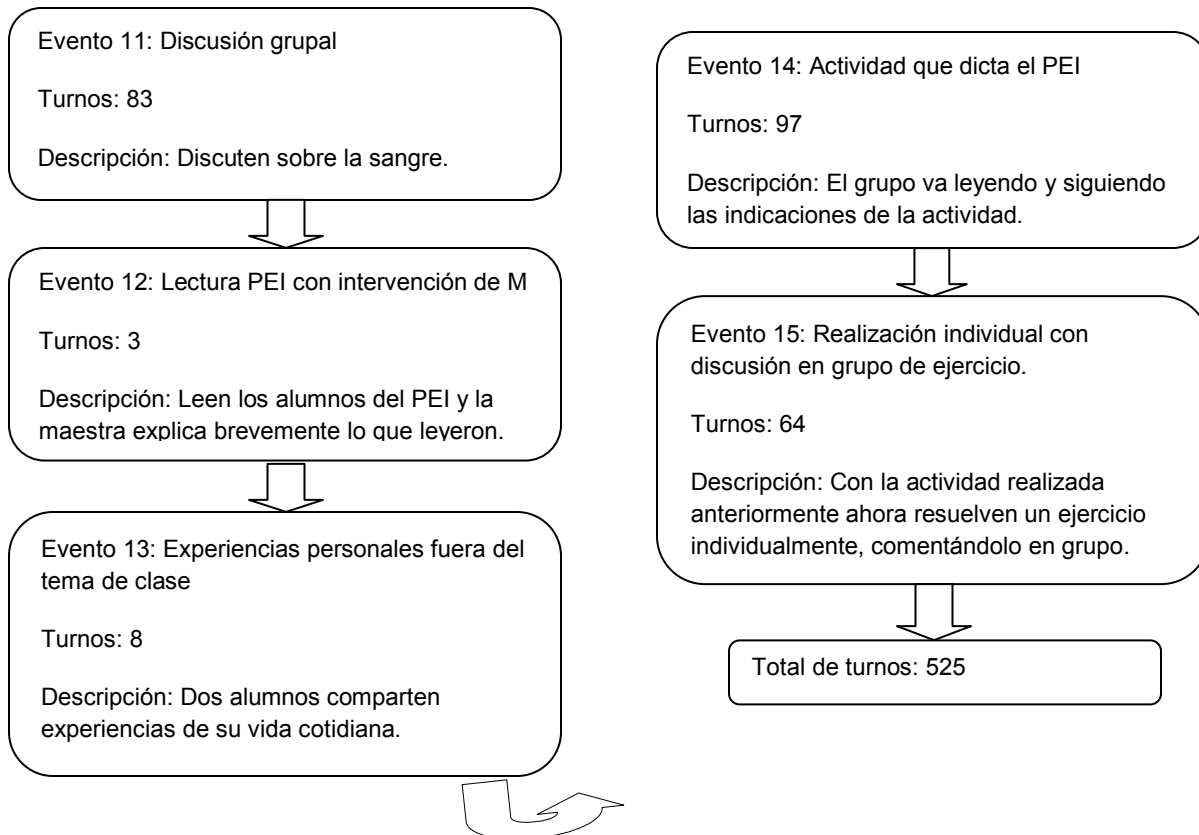 Evento 11: Discusión grupal
Turnos: 83
Descripción: Discuten sobre la sangre.
Evento 12: Lectura PEI con intervención de M
Turnos: 3
Descripción: Leen los alumnos del PEI y la
maestra explica brevemente lo que leyeron.
Evento 13: Experiencias personales fuera del
tema de clase
Turnos: 8
Descripción: Dos alumnos comparten
experiencias de su vida cotidiana.
Evento 14: Actividad que dicta el PEI
Turnos: 97
Descripción: El grupo va leyendo y siguiendo
las indicaciones de la actividad.
Evento 15: Realización individual con
discusión en grupo de ejercicio.
Turnos: 64
Descripción: Con la actividad realizada
anteriormente ahora resuelven un ejercicio
individualmente, comentándolo en grupo.
Total de turnos: 525